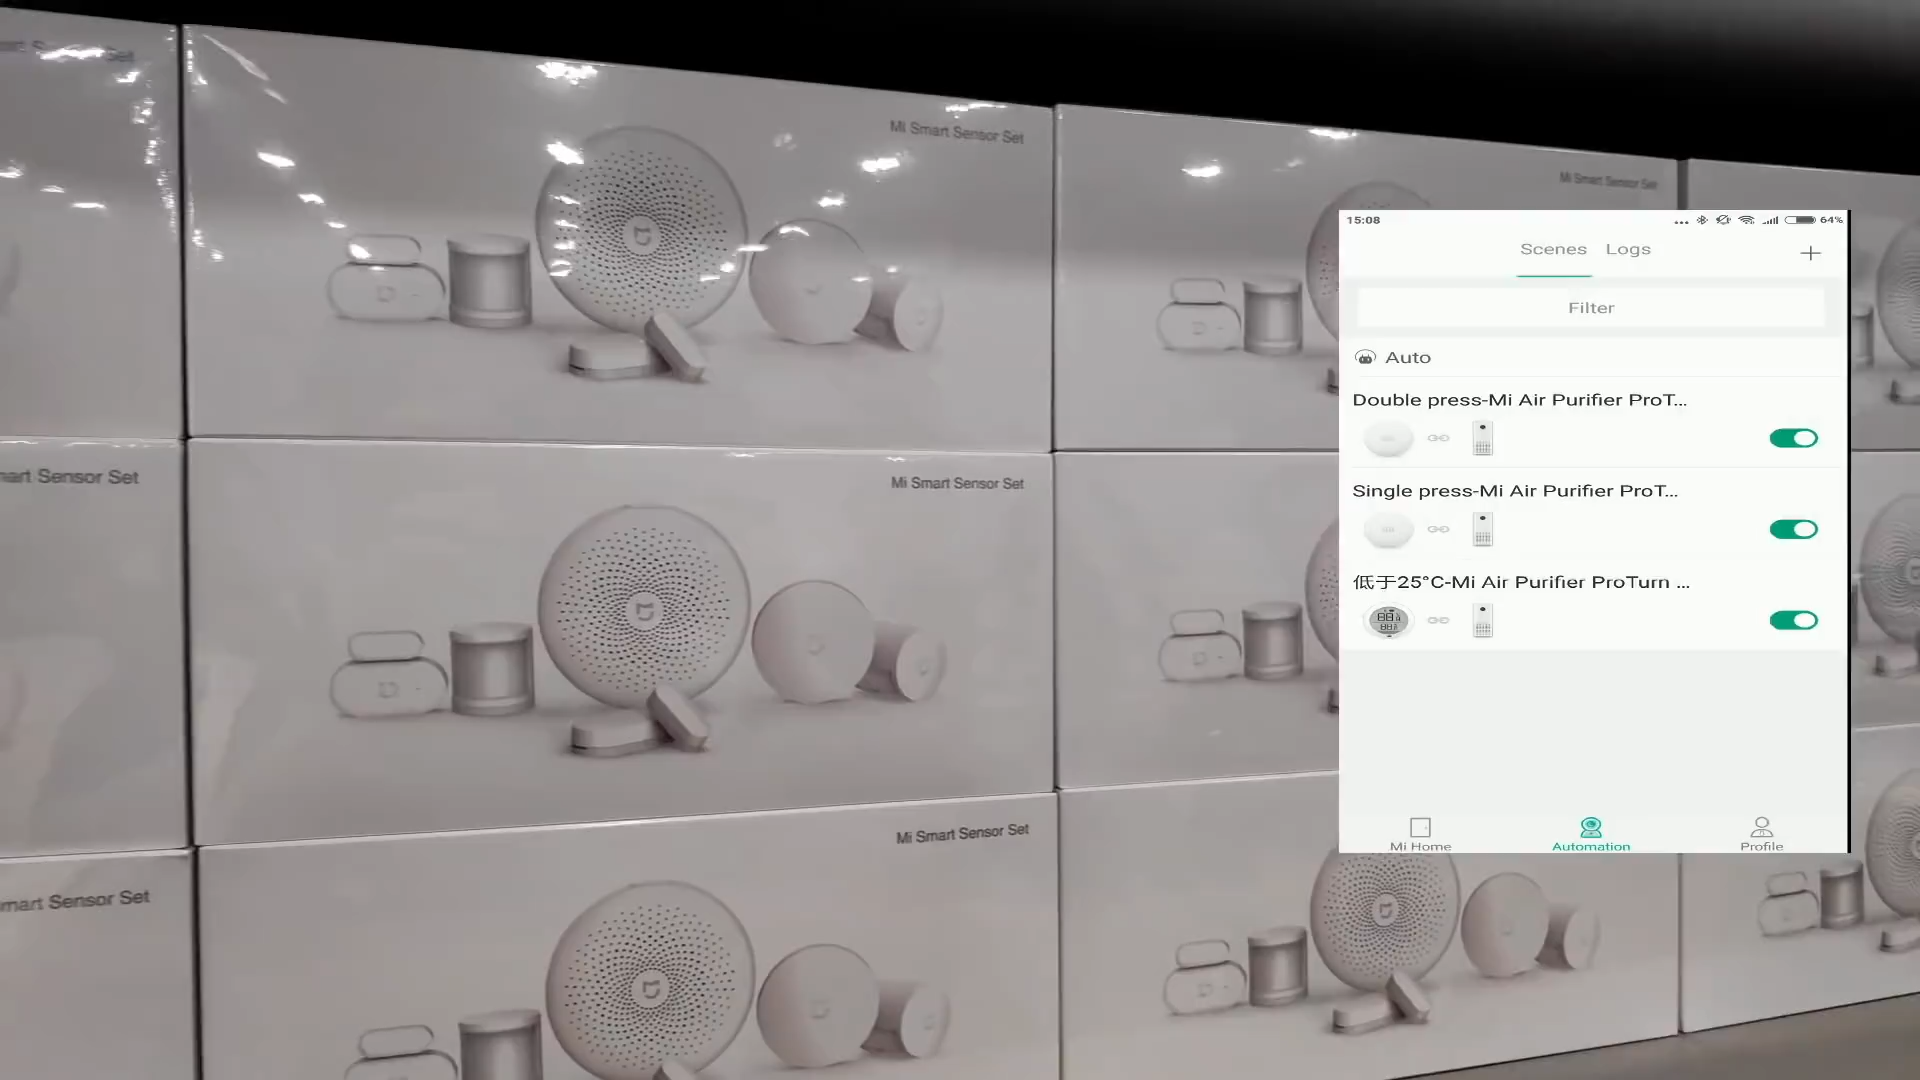 Mi Smart Sensor Set
Mi Smart Sensor Set
Smart Sensor Set
Mi Smart Sensor Set
Mi Smart Sensor Set
Smart Sensor Set
15:08
64%
Scenes Logs
+
Filter
Auto
Double press-Mi Air Purifier ProT...
Single press-Mi Air Purifier ProT...
低于25°C-Mi Air Purifier ProTurn ...
Mi Home
Automation
Profile